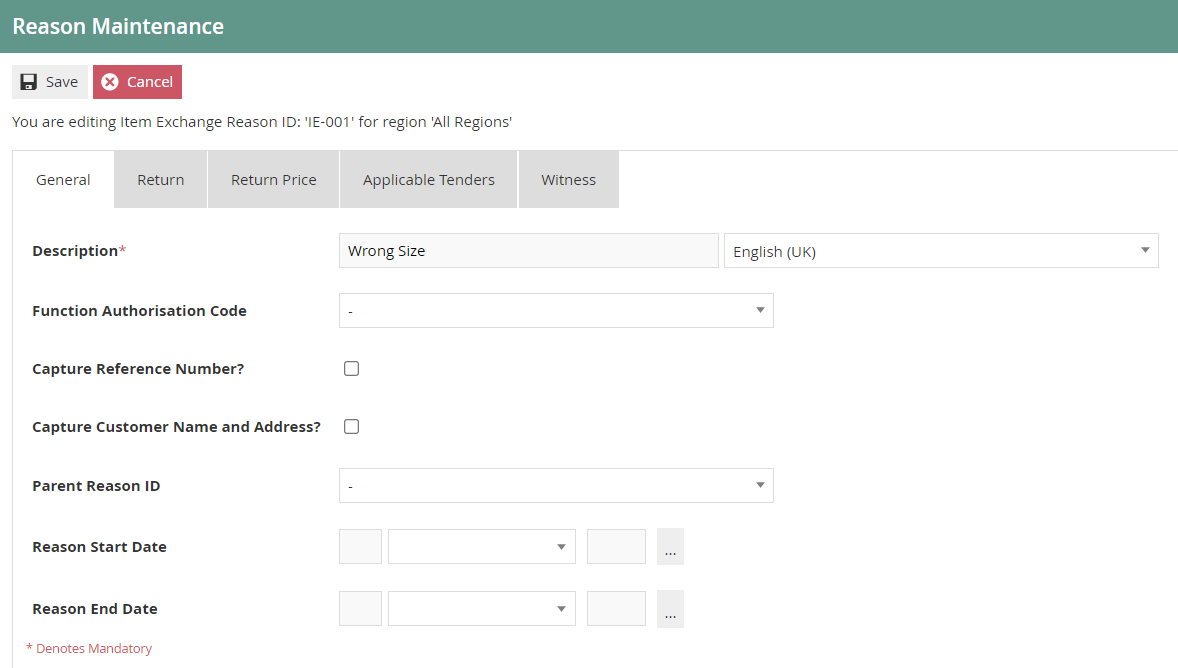 Reason Maintenance
Save Cancel
You are editing Item Exchange Reason ID: 'IE-001' for region 'All Regions'
General Return Return Price Applicable Tenders Witness
Description* Wrong Size English (UK)
Function Authorisation Code -
Capture Reference Number?
Capture Customer Name and Address?
Parent Reason ID -
Reason Start Date ...
Reason End Date ...
* Denotes Mandatory